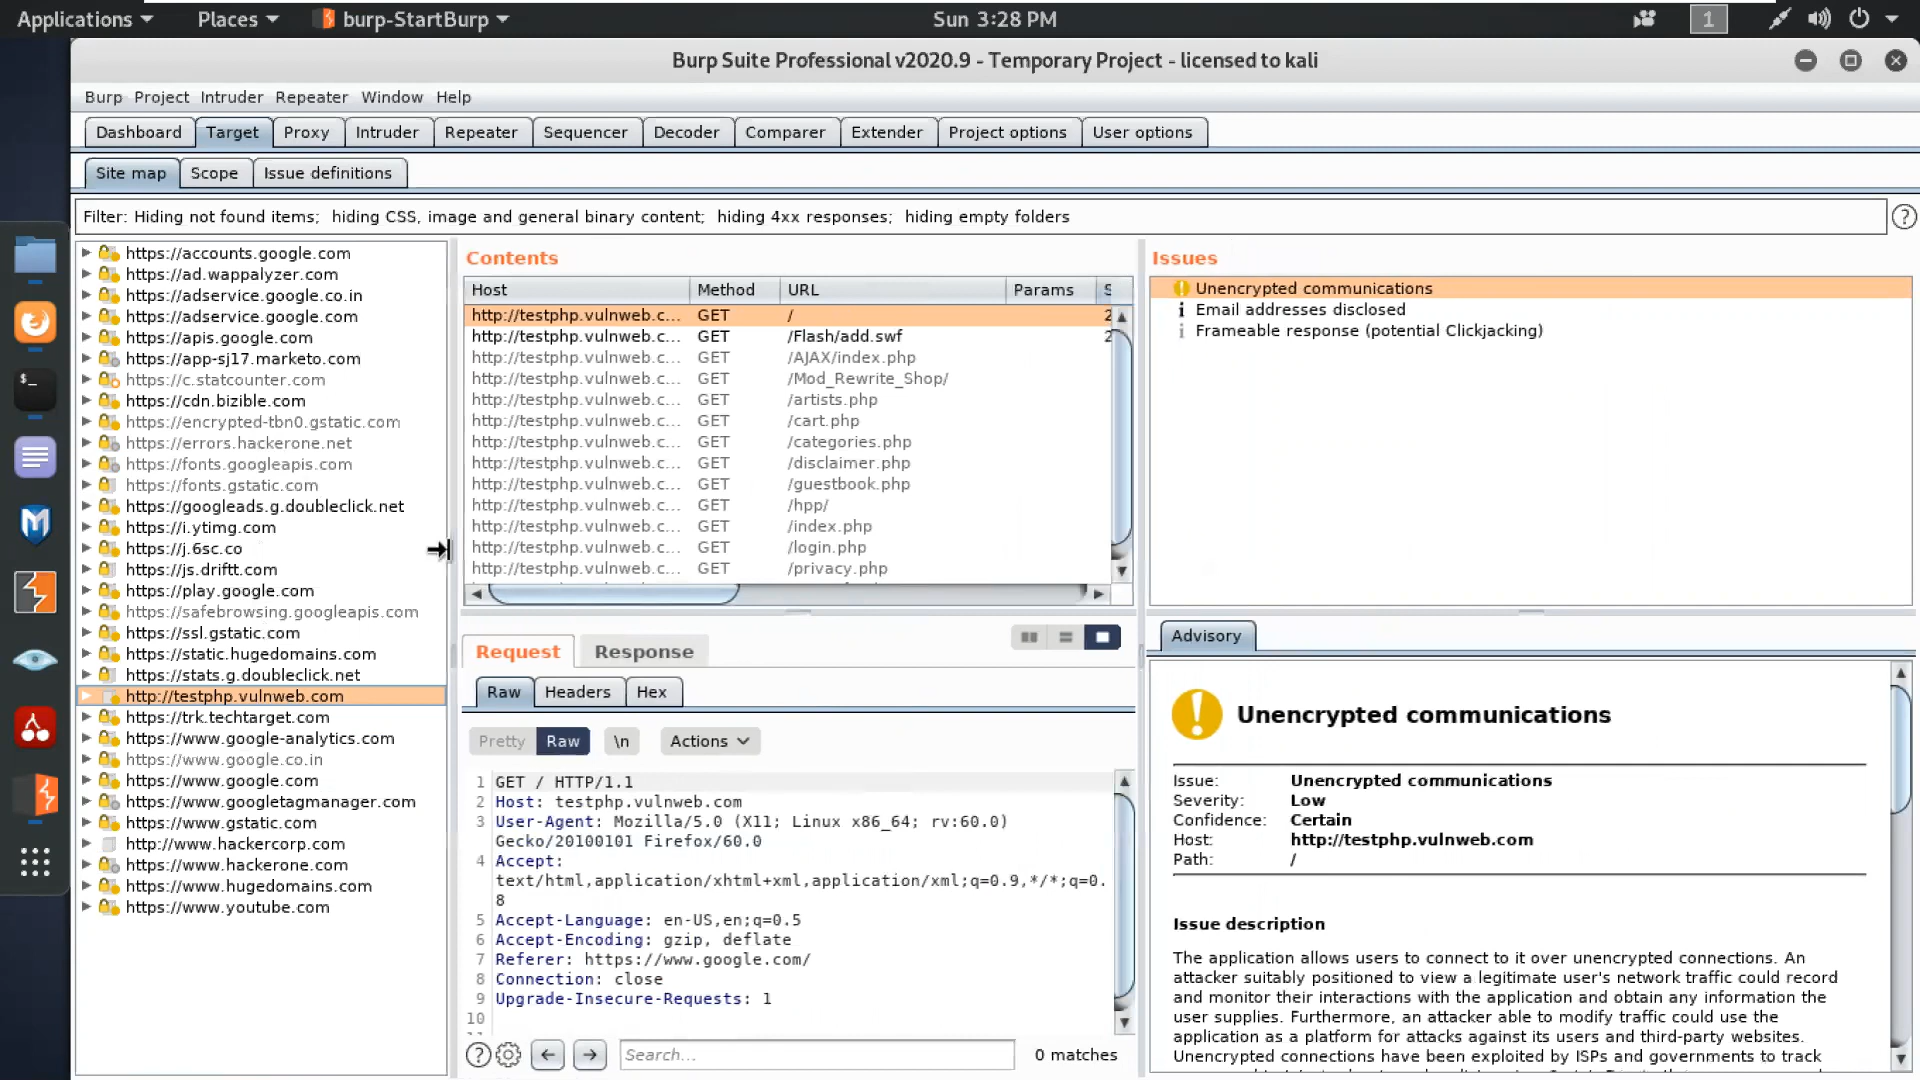 Applications Places burp-StartBurp Sun 3:28 PM 1
Burp Suite Professional v2020.9 - Temporary Project - licensed to kali
Burp Project Intruder Repeater Window Help
Dashboard Target Proxy Intruder Repeater Sequencer Decoder Comparer Extender Project options User options
Site map Scope Issue definitions
Filter: Hiding not found items; hiding CSS, image and general binary content; hiding 4xx responses; hiding empty folders ?
https://accounts.google.com
https://ad.wappalyzer.com
https://adservice.google.co.in
https://adservice.google.com
https://apis.google.com
https://app-sj17.marketo.com
https://c.statcounter.com
https://cdn.bizible.com
https://encrypted-tbn0.gstatic.com
https://errors.hackerone.net
https://fonts.googleapis.com
https://fonts.gstatic.com
https://googleads.g.doubleclick.net
https://i.ytimg.com
https://j.6sc.co
https://js.driftt.com
https://play.google.com
https://safebrowsing.googleapis.com
https://ssl.gstatic.com
https://static.hugedomains.com
https://stats.g.doubleclick.net
http://testphp.vulnweb.com
https://trk.techtarget.com
https://www.google-analytics.com
https://www.google.co.in
https://www.google.com
https://www.googletagmanager.com
https://www.gstatic.com
http://www.hackercorp.com
https://www.hackerone.com
https://www.hugedomains.com
https://www.youtube.com
Contents
Host Method URL Params S
http://testphp.vulnweb.c... GET / 2
http://testphp.vulnweb.c... GET /Flash/add.swf 2
http://testphp.vulnweb.c... GET /AJAX/index.php
http://testphp.vulnweb.c... GET /Mod_Rewrite_Shop/
http://testphp.vulnweb.c... GET /artists.php
http://testphp.vulnweb.c... GET /cart.php
http://testphp.vulnweb.c... GET /categories.php
http://testphp.vulnweb.c... GET /disclaimer.php
http://testphp.vulnweb.c... GET /guestbook.php
http://testphp.vulnweb.c... GET /hpp/
http://testphp.vulnweb.c... GET /index.php
http://testphp.vulnweb.c... GET /login.php
http://testphp.vulnweb.c... GET /privacy.php
Request Response
Raw Headers Hex
Pretty Raw \n Actions
1 GET / HTTP/1.1
2 Host: testphp.vulnweb.com
3 User-Agent: Mozilla/5.0 (X11; Linux x86_64; rv:60.0)
Gecko/20100101 Firefox/60.0
4 Accept:
text/html,application/xhtml+xml,application/xml;q=0.9,*/*;q=0.
8
5 Accept-Language: en-US,en;q=0.5
6 Accept-Encoding: gzip, deflate
7 Referer: https://www.google.com/
8 Connection: close
9 Upgrade-Insecure-Requests: 1
10
? Search... 0 matches
Issues
Unencrypted communications
Email addresses disclosed
Frameable response (potential Clickjacking)
Advisory
Unencrypted communications
Issue: Unencrypted communications
Severity: Low
Confidence: Certain
Host: http://testphp.vulnweb.com
Path: /
Issue description
The application allows users to connect to it over unencrypted connections. An
attacker suitably positioned to view a legitimate user's network traffic could record
and monitor their interactions with the application and obtain any information the
user supplies. Furthermore, an attacker able to modify traffic could use the
application as a platform for attacks against its users and third-party websites.
Unencrypted connections have been exploited by ISPs and governments to track